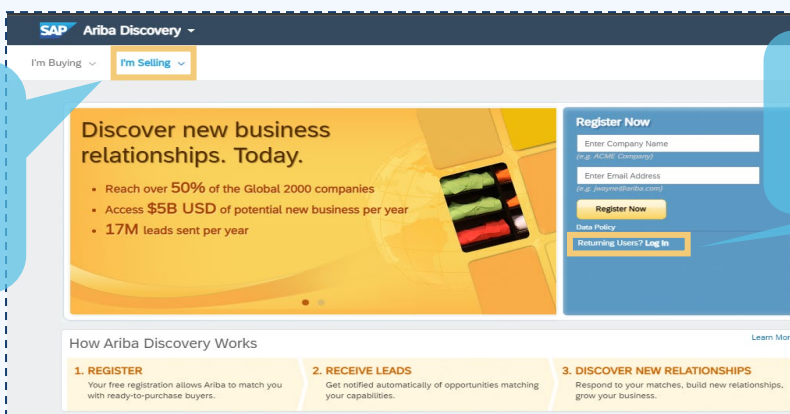 SAP Ariba Discovery
I'm Buying
I'm Selling
Discover new business
relationships. Today.
• Reach over 50% of the Global 2000 companies
• Access $5B USD of potential new business per year
• 17M leads sent per year
Register Now
Enter Company Name
(e.g. ACME Company)
Enter Email Address
(e.g. jwayne@ariba.com)
Register Now
Data Policy
Returning Users? Log In
How Ariba Discovery Works
Learn Mor
1. REGISTER
Your free registration allows Ariba to match you
with ready-to-purchase buyers.
2. RECEIVE LEADS
Get notified automatically of opportunities matching
your capabilities.
3. DISCOVER NEW RELATIONSHIPS
Respond to your matches, build new relationships,
grow your business.